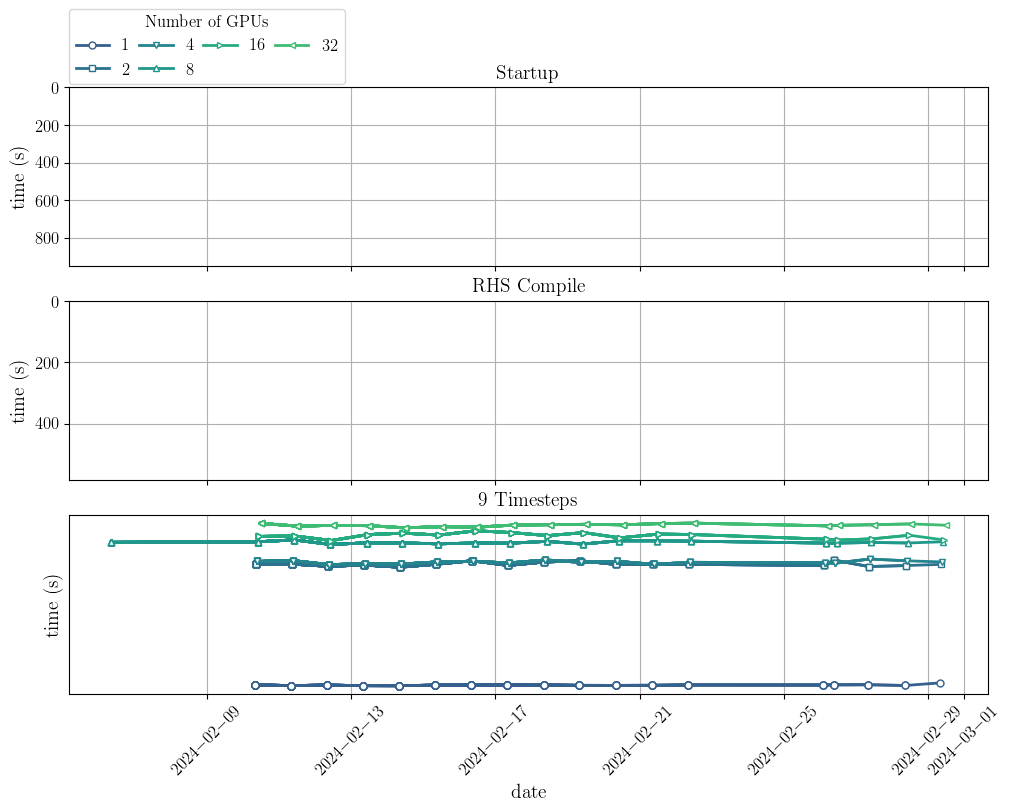 Number of GPUs
1 4 16 32
2 8
Startup
0
200
400
600
800
time (s)
RHS Compile
0
200
400
time (s)
9 Timesteps
time (s)
2024−02−09 2024−02−13 2024−02−17 2024−02−21 2024−02−25 2024−02−29 2024−03−01
date